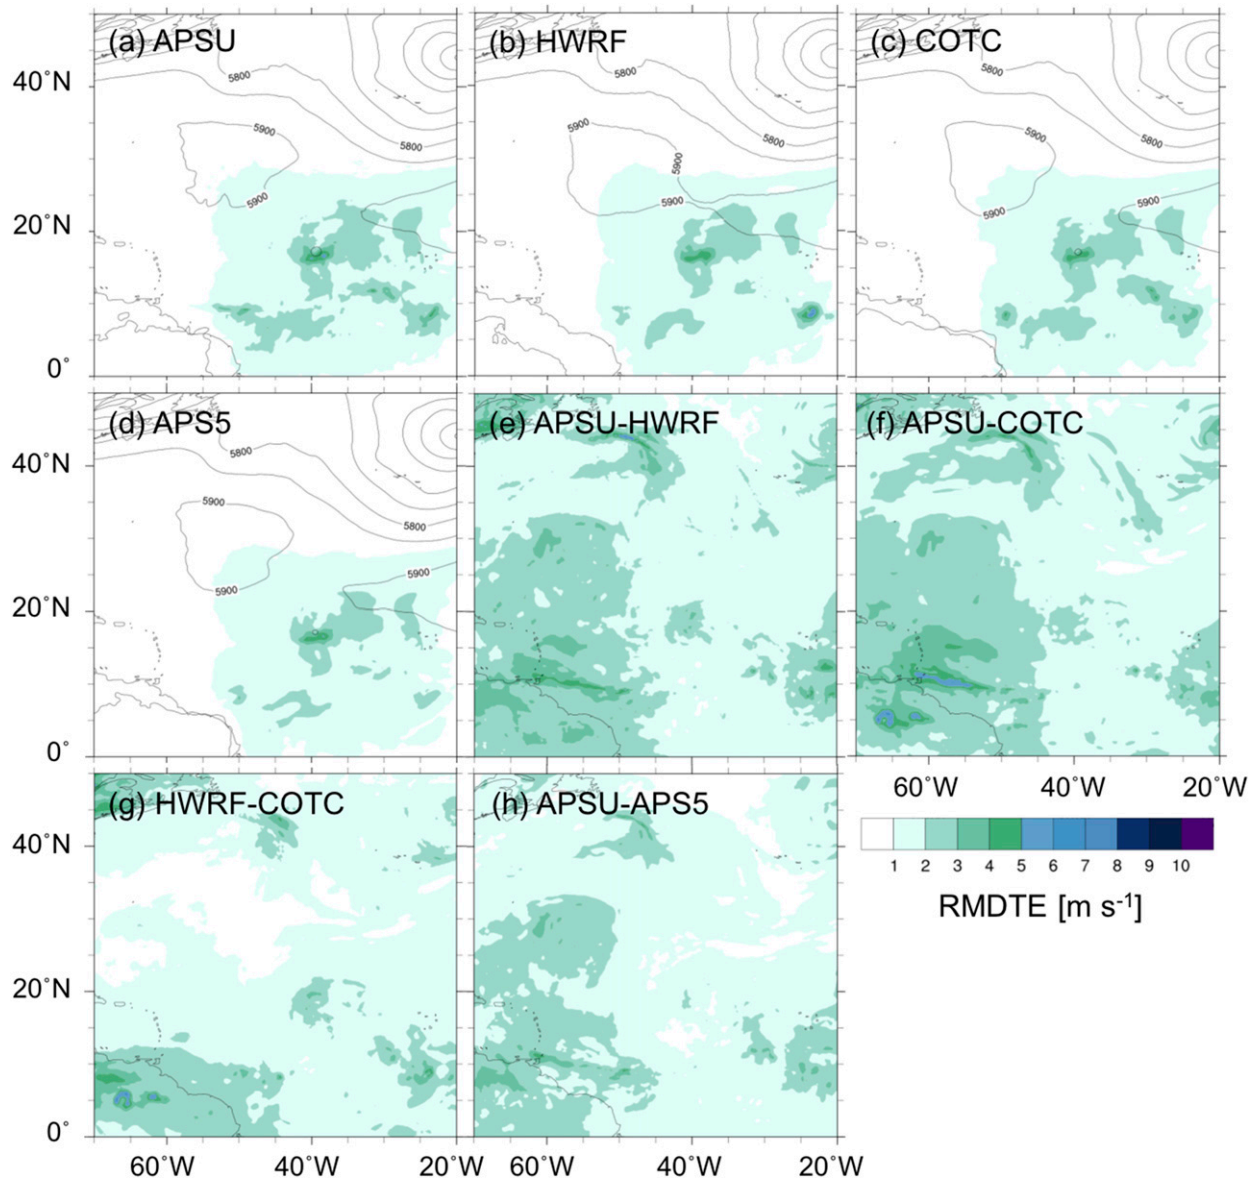 (a) APSU
(b) HWRF
(c) COTC
40˚N
20˚N
0˚
5800
5900
5800
5900
5800
5900
5900
5800
5900
5800
5900
5800
5900
5900
(d) APS5
(e) APSU-HWRF
(f) APSU-COTC
40˚N
20˚N
0˚
5800
5900
5800
5900
5900
60˚W
40˚W
20˚W
(g) HWRF-COTC
(h) APSU-APS5
40˚N
20˚N
0˚
1 2 3 4 5 6 7 8 9 10
RMDTE [m s⁻¹]
60˚W 40˚W 20˚W 60˚W 40˚W 20˚W